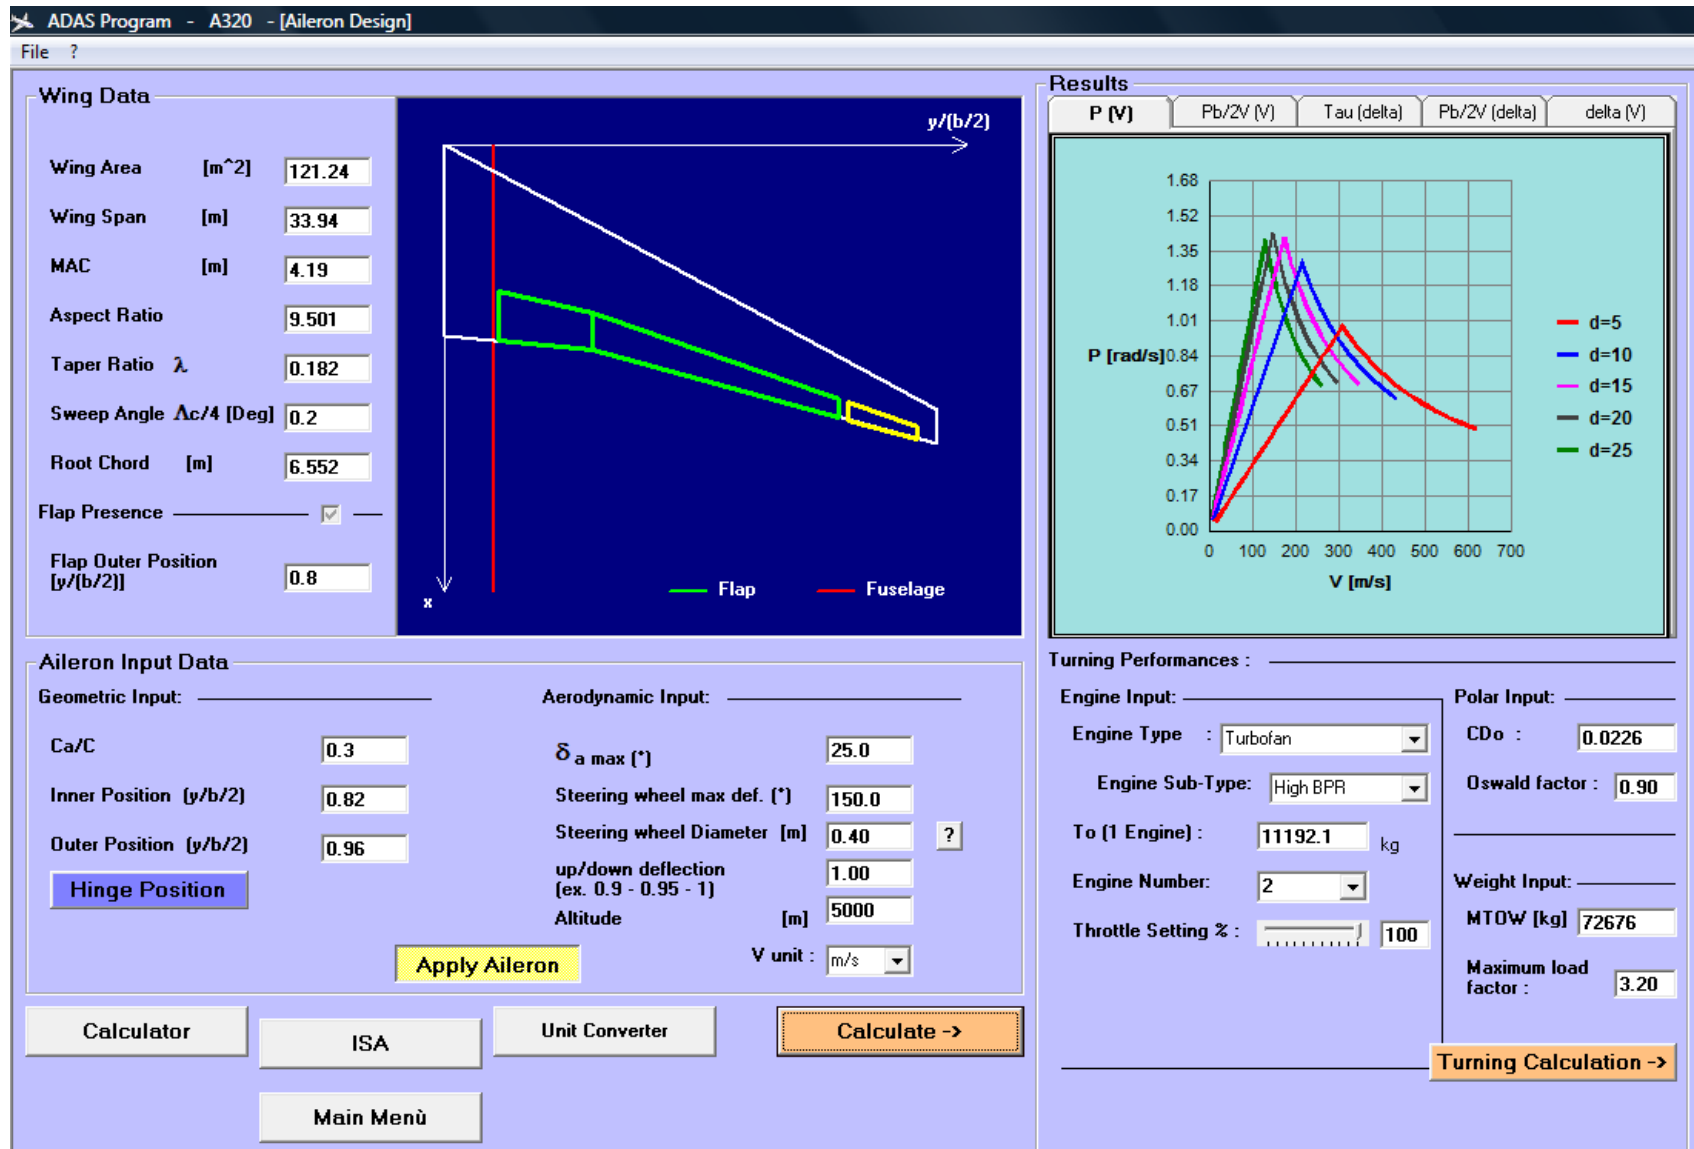 ADAS Program - A320 - [Aileron Design]
File ?
Wing Data
Wing Area [m^2] 121.24
Wing Span [m] 33.94
MAC [m] 4.19
Aspect Ratio 9.501
Taper Ratio λ 0.182
Sweep Angle Λc/4 [Deg] 0.2
Root Chord [m] 6.552
Flap Presence
Flap Outer Position
[y/(b/2)] 0.8
y/(b/2)
x
Flap Fuselage
Results
P (V) Pb/2V (V) Tau (delta) Pb/2V (delta) delta (V)
1.68
1.52
1.35
1.18
1.01
P [rad/s] 0.84
0.67
0.51
0.34
0.17
0.00
0 100 200 300 400 500 600 700
V [m/s]
d=5
d=10
d=15
d=20
d=25
Aileron Input Data
Geometric Input:
Ca/C 0.3
Inner Position (y/b/2) 0.82
Outer Position (y/b/2) 0.96
Hinge Position
Aerodynamic Input:
δ a max (°) 25.0
Steering wheel max def. (°) 150.0
Steering wheel Diameter [m] 0.40 ?
up/down deflection
(ex. 0.9 - 0.95 - 1) 1.00
Altitude [m] 5000
V unit : m/s
Apply Aileron
Calculator
ISA
Unit Converter
Calculate ->
Main Menù
Turning Performances :
Engine Input:
Engine Type : Turbofan
Engine Sub-Type: High BPR
To (1 Engine) : 11192.1 kg
Engine Number: 2
Throttle Setting % : 100
Polar Input:
CDo : 0.0226
Oswald factor : 0.90
Weight Input:
MTOW [kg] 72676
Maximum load
factor : 3.20
Turning Calculation ->